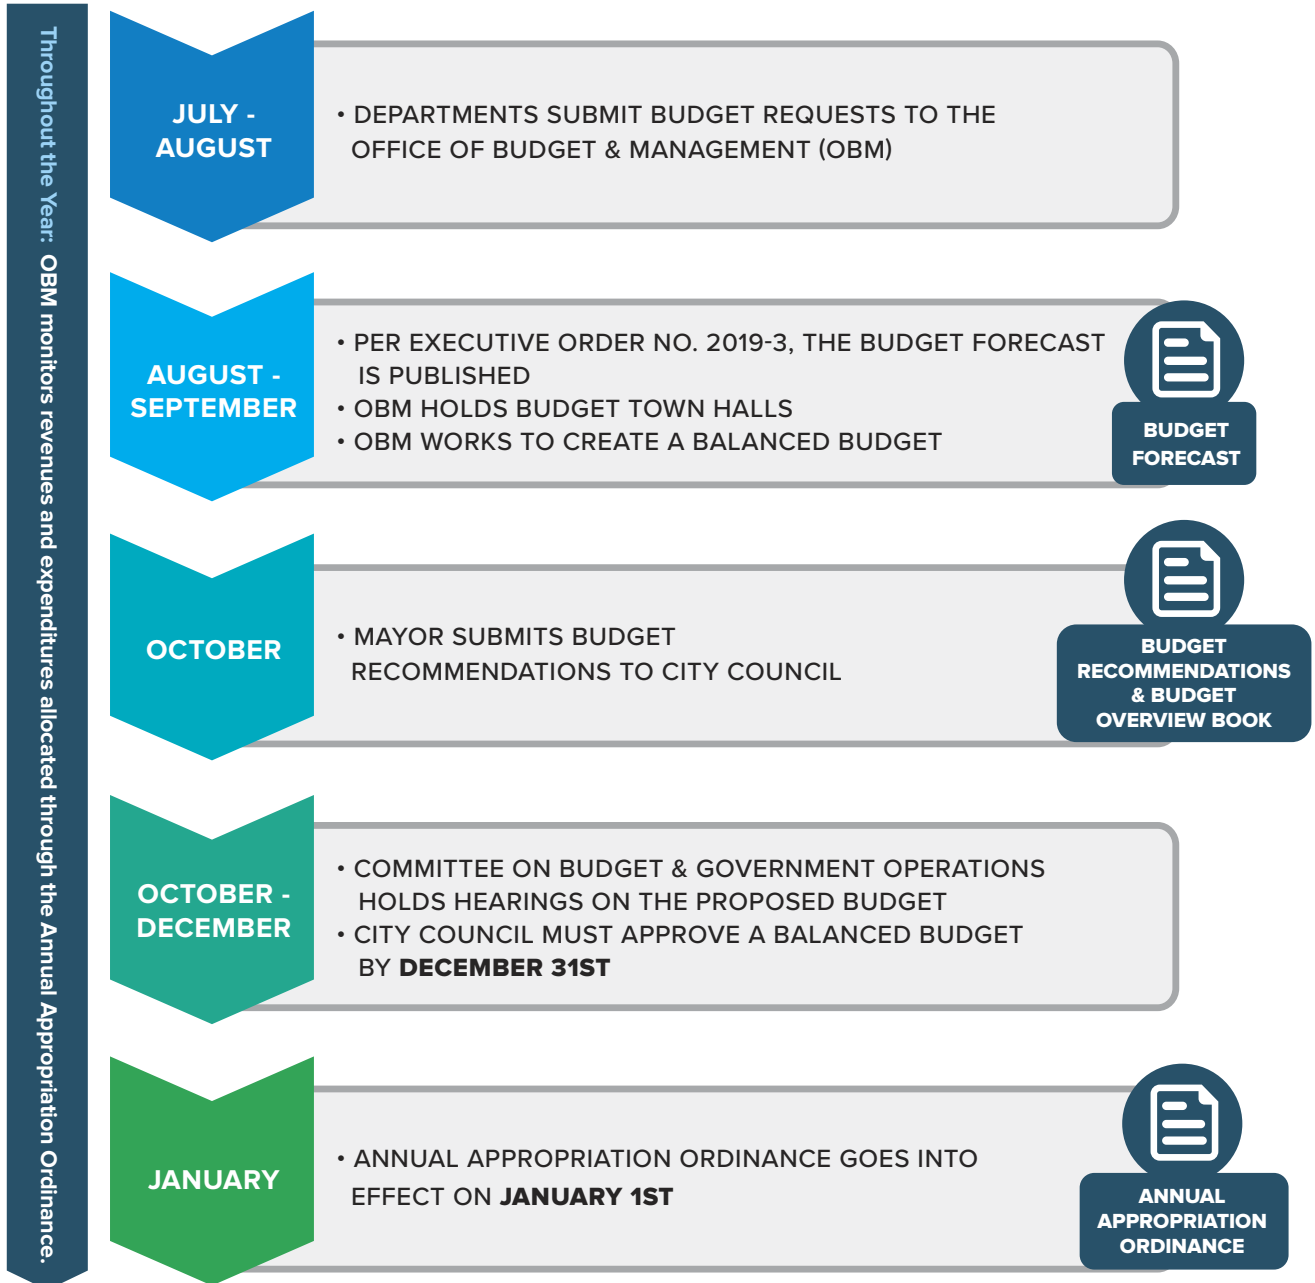 Throughout the Year: OBM monitors revenues and expenditures allocated through the Annual Appropriation Ordinance.
JULY -
AUGUST
• DEPARTMENTS SUBMIT BUDGET REQUESTS TO THE
OFFICE OF BUDGET & MANAGEMENT (OBM)
AUGUST -
SEPTEMBER
• PER EXECUTIVE ORDER NO. 2019-3, THE BUDGET FORECAST
IS PUBLISHED
• OBM HOLDS BUDGET TOWN HALLS
• OBM WORKS TO CREATE A BALANCED BUDGET
BUDGET
FORECAST
OCTOBER
• MAYOR SUBMITS BUDGET
RECOMMENDATIONS TO CITY COUNCIL
BUDGET
RECOMMENDATIONS
& BUDGET
OVERVIEW BOOK
OCTOBER -
DECEMBER
• COMMITTEE ON BUDGET & GOVERNMENT OPERATIONS
HOLDS HEARINGS ON THE PROPOSED BUDGET
• CITY COUNCIL MUST APPROVE A BALANCED BUDGET
BY DECEMBER 31ST
JANUARY
• ANNUAL APPROPRIATION ORDINANCE GOES INTO
EFFECT ON JANUARY 1ST
ANNUAL
APPROPRIATION
ORDINANCE